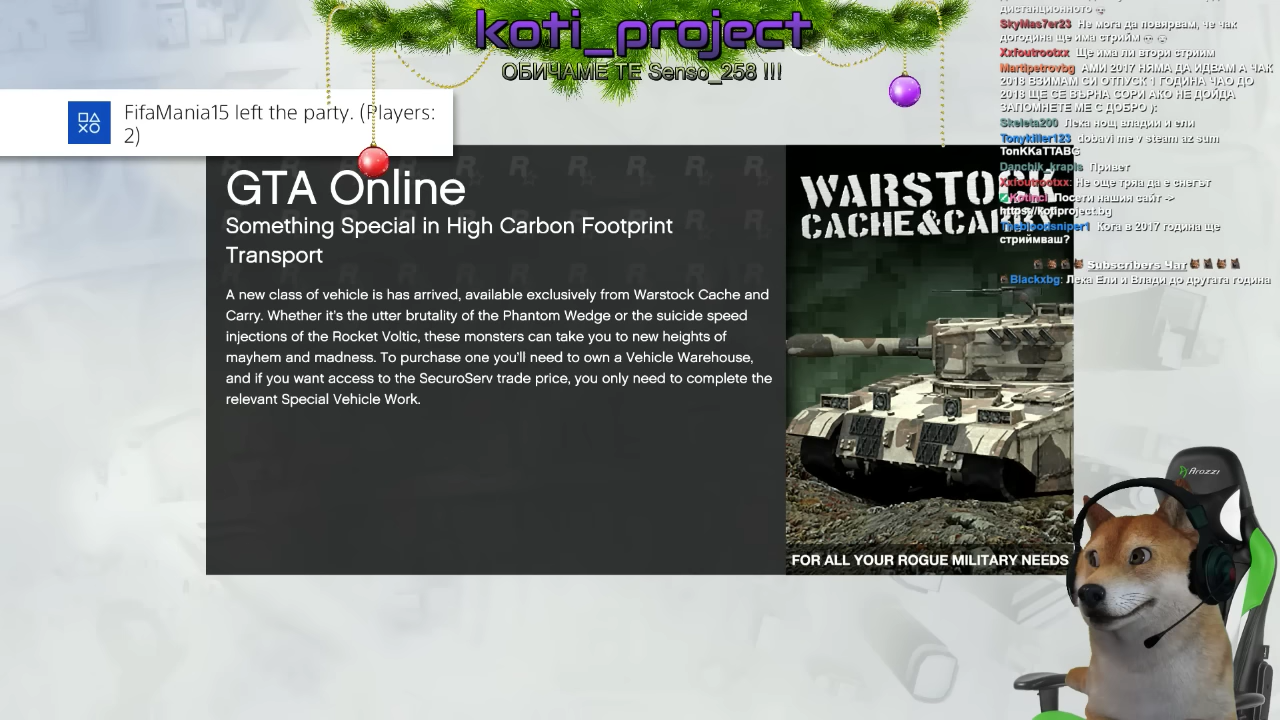 koti_project
ОБИЧАМЕ ТЕ Senso_258 !!!
FifaMania15 left the party. (Players:
2)
GTA Online
Something Special in High Carbon Footprint
Transport
A new class of vehicle is has arrived, available exclusively from Warstock Cache and
Carry. Whether it's the utter brutality of the Phantom Wedge or the suicide speed
injections of the Rocket Voltic, these monsters can take you to new heights of
mayhem and madness. To purchase one you'll need to own a Vehicle Warehouse,
and if you want access to the SecuroServ trade price, you only need to complete the
relevant Special Vehicle Work.
WARSTOCK
CACHE&CARRY
FOR ALL YOUR ROGUE MILITARY NEEDS
дистанционното
SkyMas7er23 Не мога да повярвам, че чак
догодина ще има стрийм
Xxfoutrootxx Ще има ли втори стрийм
Martipetrovbg АМИ 2017 НЯМА ДА ИДВАМ А ЧАК
2018 ВЗИМАМ СИ ОТПУСК 1 ГОДИНА ЧАО ДО
2018 ЩЕ СЕ ВЪРНА СОРИ АКО НЕ ДОЙДА
ЗАПОМНЕТЕ МЕ С ДОБРО ):
Skeleta200 Лека нощ владии и ели
Tonykiller123 dobavi me v steam az sum
TonKKaTTABG
Danchik_krapis Привет
Xxfoutrootxx: Не още трпа да е снегът
Посети нашия сайт ->
https://kotiproject.bg
Кога в 2017 година ще
стриймваш?
Subscribers Чат
Blackxbg: Лека Ели и Влади до другата година
Arozzi